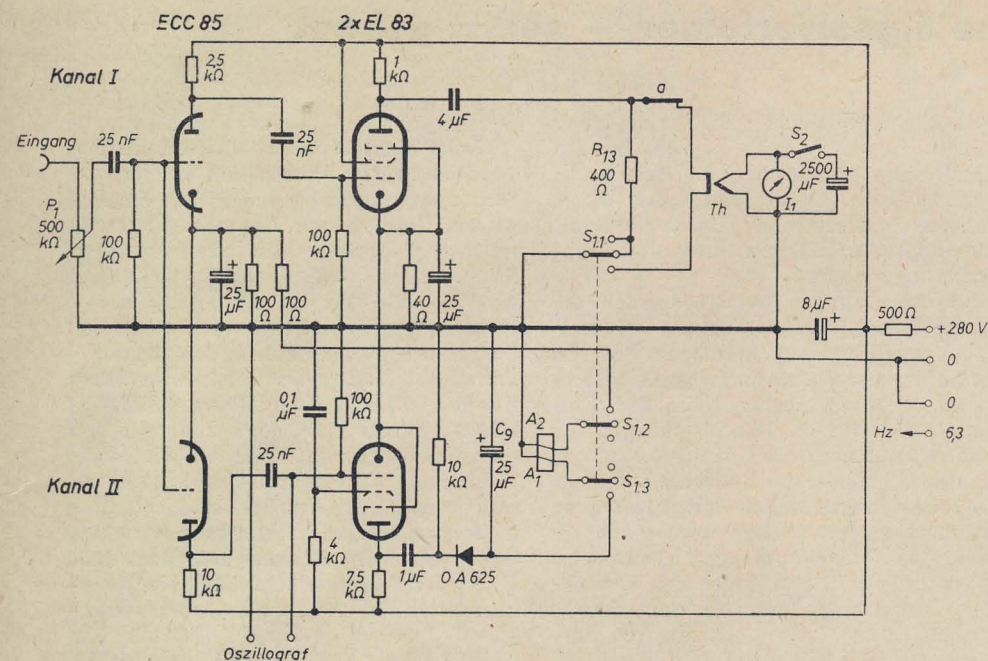 ECC 85
2x EL 83
Kanal I
2,5
kΩ
1
kΩ
4 µF
a
Eingang
25 nF
25
nF
R13
400
Ω
S2
2500
µF
I1
Th
P1
500
kΩ
100
kΩ
S1.1
100
kΩ
25
µF
100
Ω
100
Ω
40
Ω
25
µF
8 µF
500 Ω
+280 V
0
0
Hz
6,3
0,1
µF
100
kΩ
C9
25
µF
A2
A1
S1.2
S1.3
25 nF
Kanal II
10
kΩ
4
kΩ
1 µF
O A 625
10
kΩ
7,5
kΩ
Oszillograf